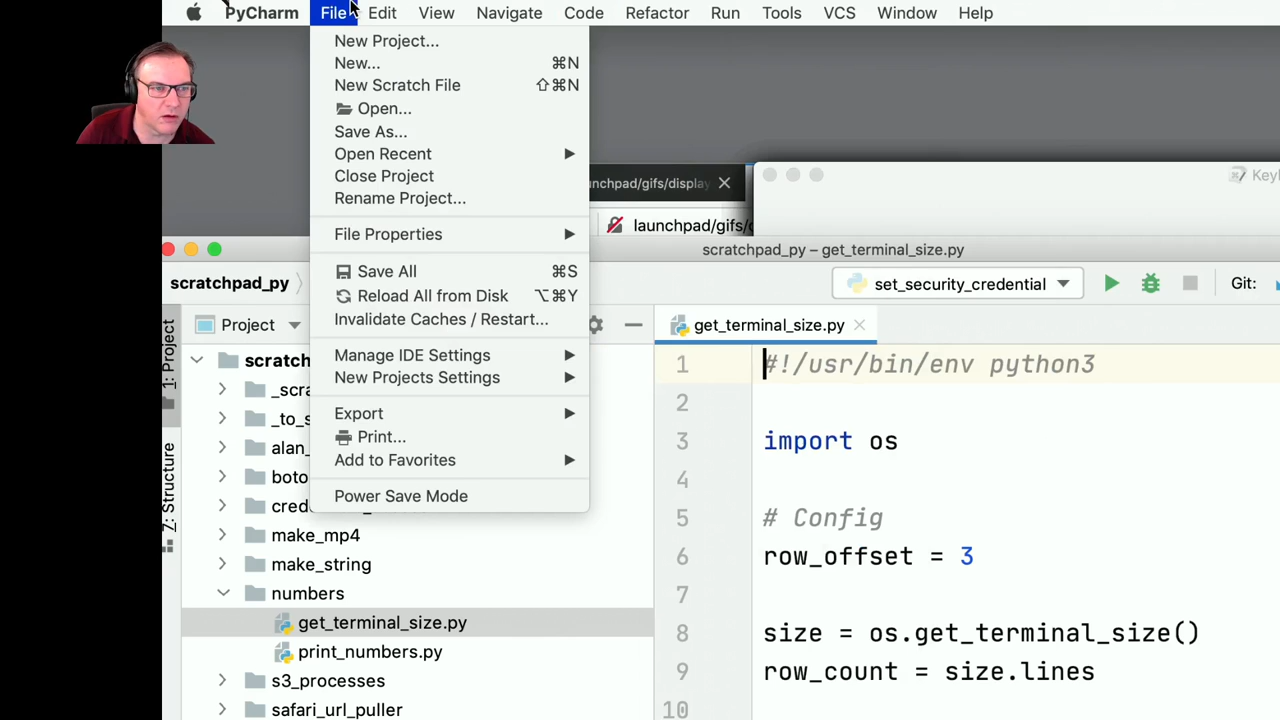 PyCharm File Edit View Navigate Code Refactor Run Tools VCS Window Help
New Project...
New... ⌘N
New Scratch File ⇧⌘N
Open...
Save As...
Open Recent
Close Project
Rename Project...
File Properties
Save All ⌘S
Reload All from Disk ⌥⌘Y
Invalidate Caches / Restart...
Manage IDE Settings
New Projects Settings
Export
Print...
Add to Favorites
Power Save Mode
nchpad/gifs/display
launchpad/gifs/
scratchpad_py – get_terminal_size.py
scratchpad_py
set_security_credential
Git:
Project
get_terminal_size.py
1: Project
7: Structure
scratch
_scra
_to_s
alan_
boto
cred
make_mp4
make_string
numbers
get_terminal_size.py
print_numbers.py
s3_processes
safari_url_puller
1 #!/usr/bin/env python3
2
3 import os
4
5 # Config
6 row_offset = 3
7
8 size = os.get_terminal_size()
9 row_count = size.lines
10